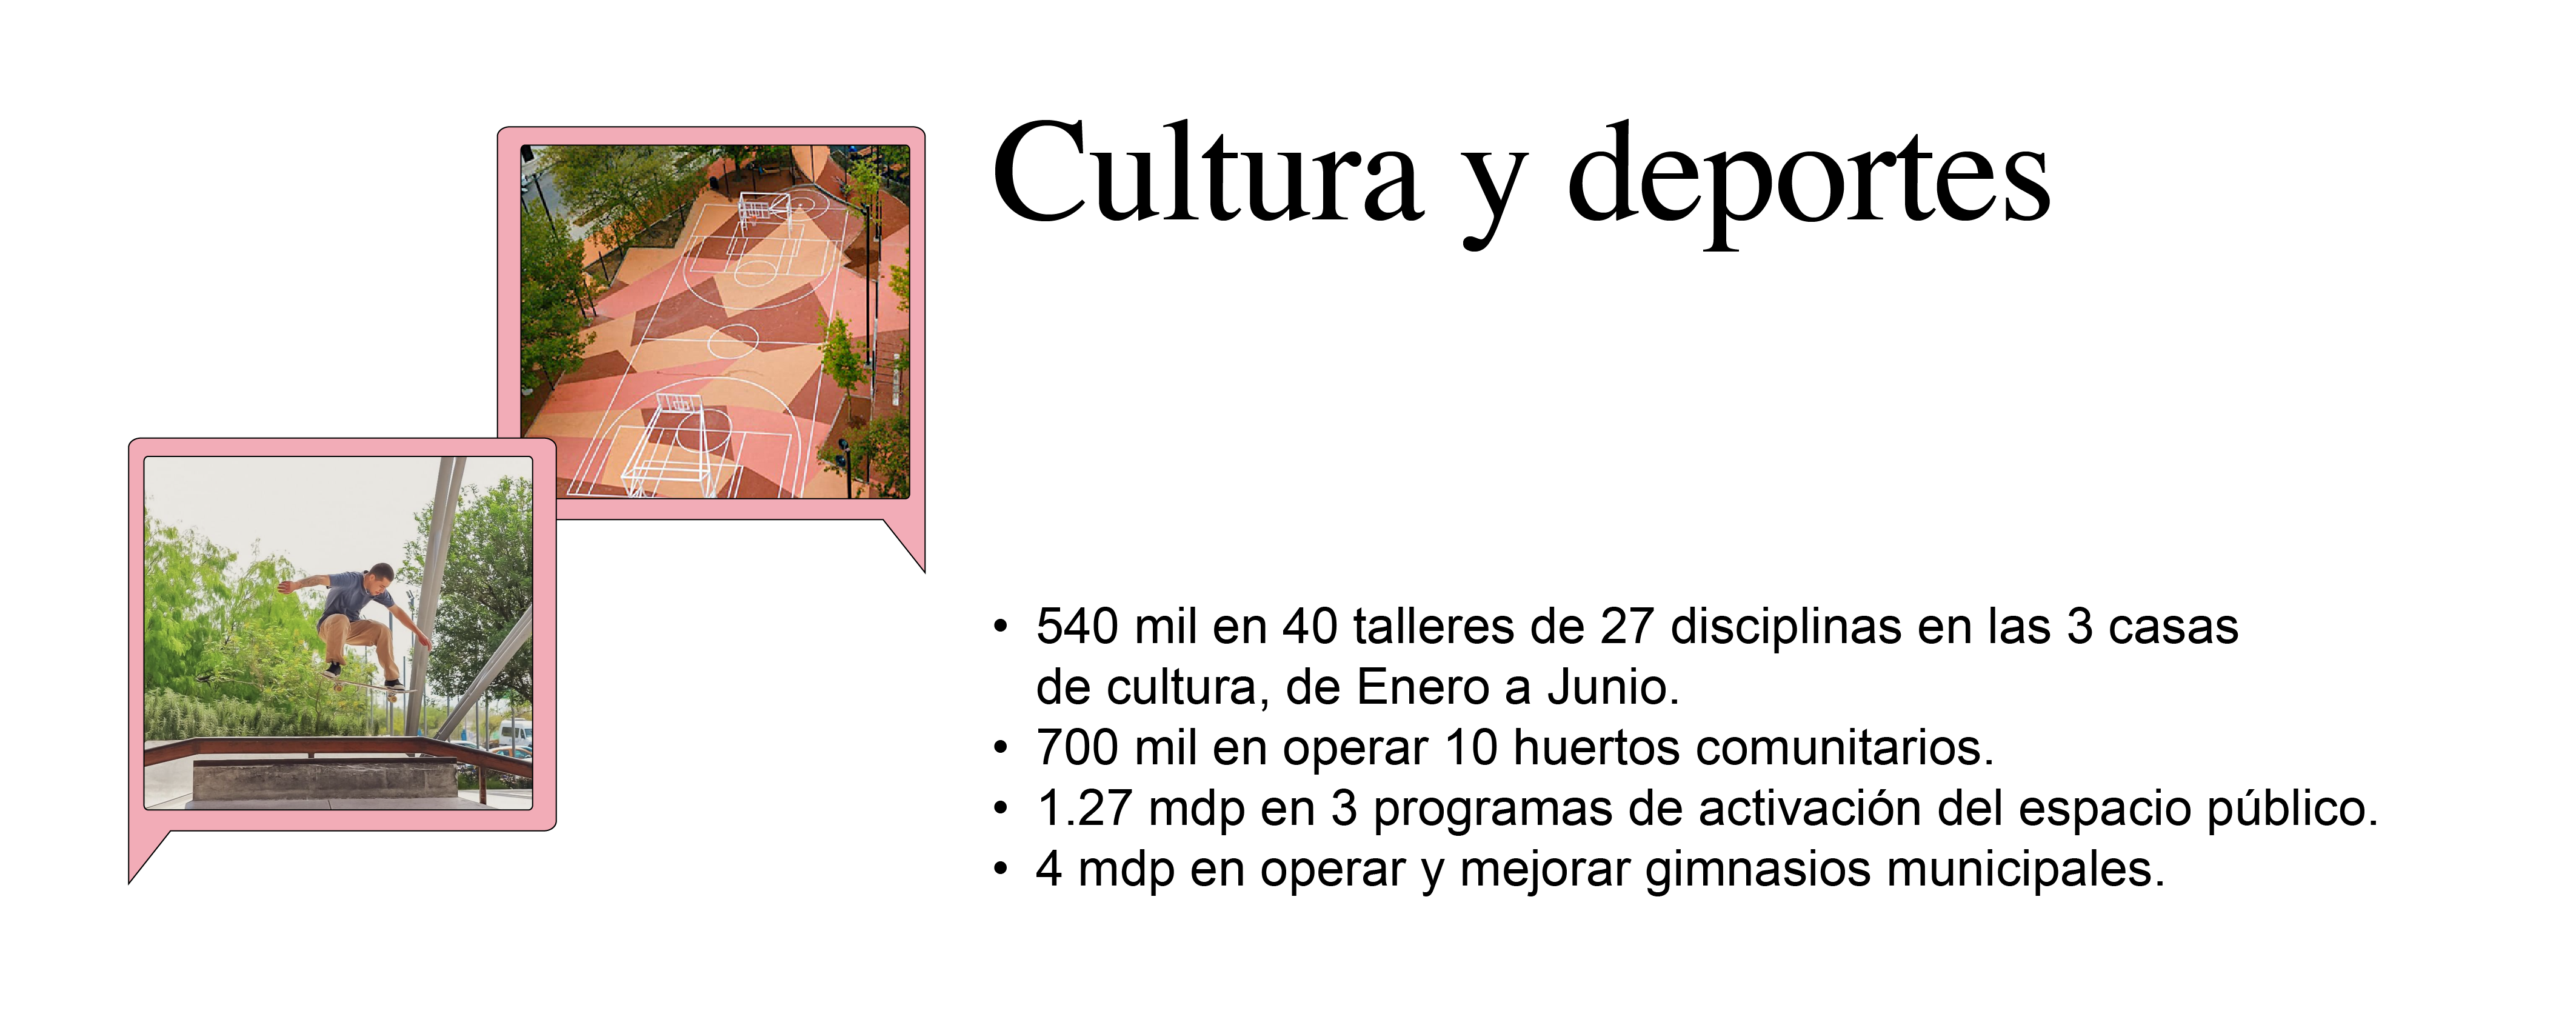 Cultura y deportes
• 540 mil en 40 talleres de 27 disciplinas en las 3 casas
de cultura, de Enero a Junio.
• 700 mil en operar 10 huertos comunitarios.
• 1.27 mdp en 3 programas de activación del espacio público.
• 4 mdp en operar y mejorar gimnasios municipales.